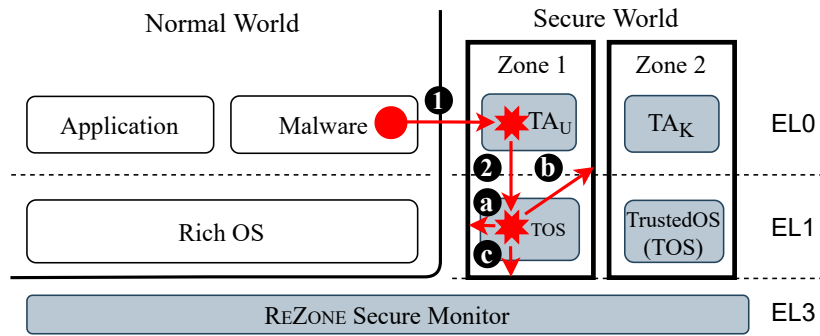 Normal World
Secure World
Zone 1
Zone 2
1
Application
Malware
TAU
TAK
EL0
2
b
a
Rich OS
TOS
TrustedOS
(TOS)
EL1
c
REZONE Secure Monitor
EL3